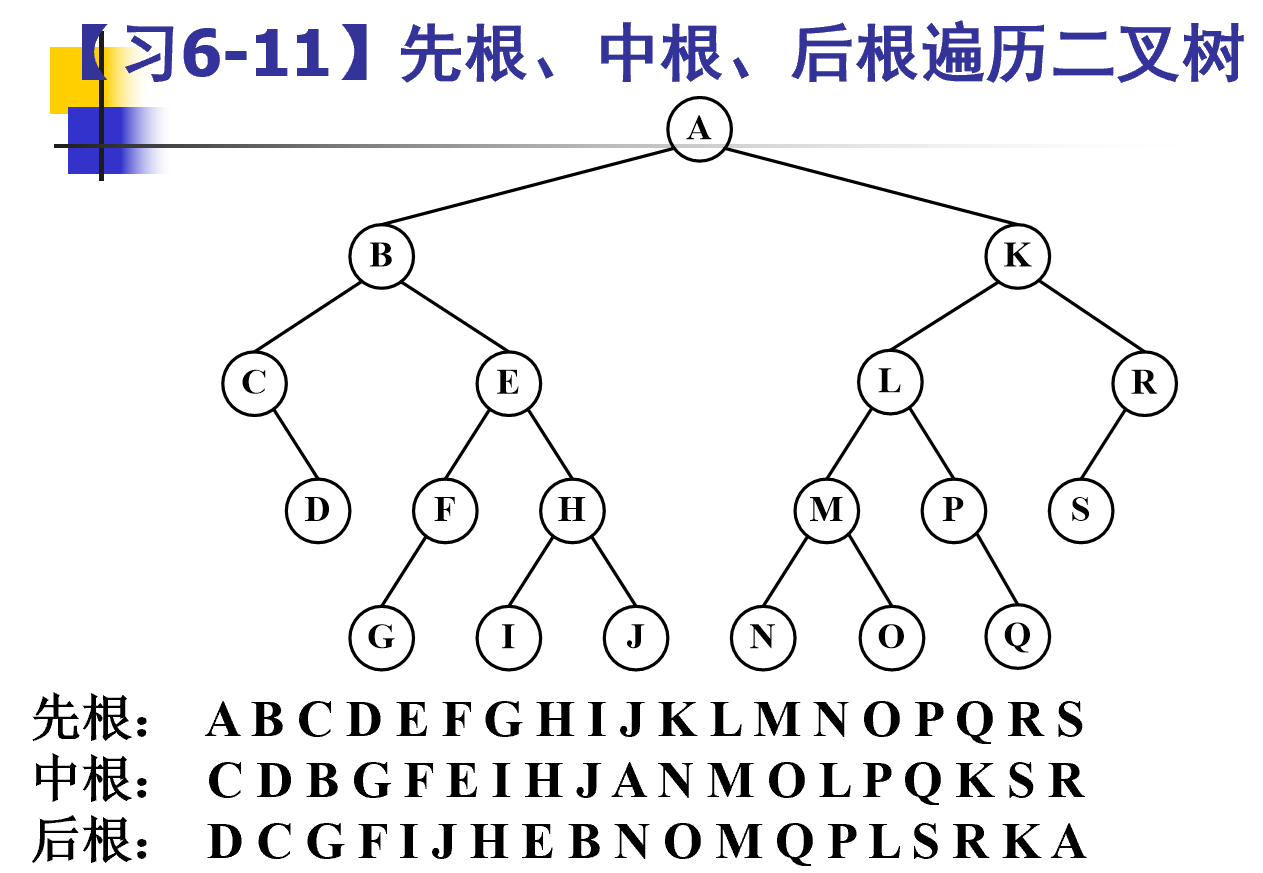 【习6-11】先根、中根、后根遍历二叉树
A
B K
C E L R
D F H M P S
G I J N O Q
先根： A B C D E F G H I J K L M N O P Q R S
中根： C D B G F E I H J A N M O L P Q K S R
后根： D C G F I J H E B N O M Q P L S R K A